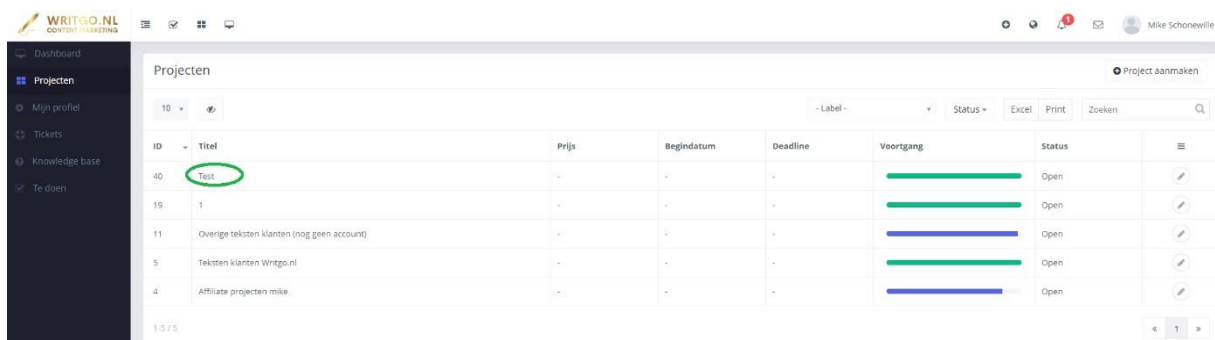 WRITGO.NL
CONTENT MARKETING
1
Mike Schonewille
Dashboard
Projecten
Mijn profiel
Tickets
Knowledge base
Te doen
Projecten
Project aanmaken
10
- Label -
Status
Excel
Print
Zoeken
ID Titel Prijs Begindatum Deadline Voortgang Status
40 Test - - - Open
19 1 - - - Open
11 Overige teksten klanten (nog geen account) - - - Open
5 Teksten klanten Writgo.nl - - - Open
4 Affiliate projecten mike - - - Open
1-5 / 5
« 1 »